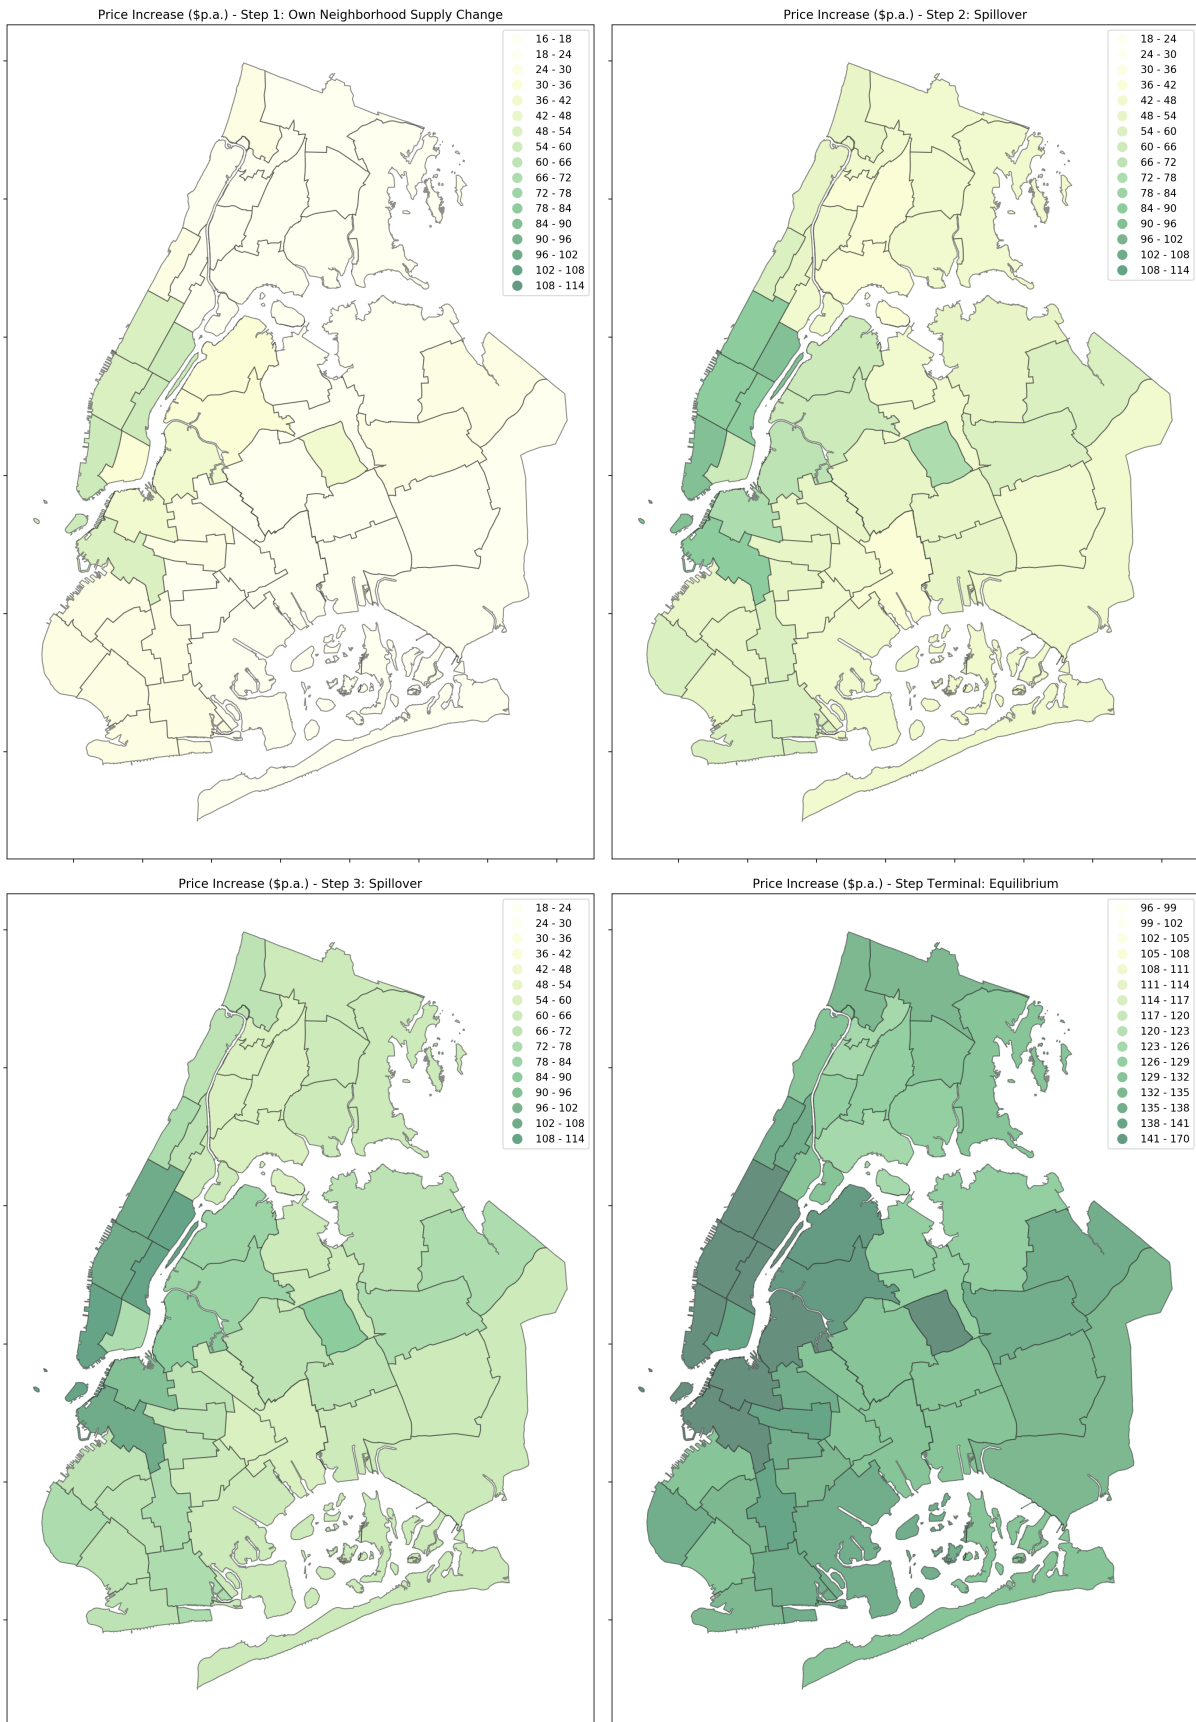 Price Increase ($p.a.) - Step 1: Own Neighborhood Supply Change
16 - 18
18 - 24
24 - 30
30 - 36
36 - 42
42 - 48
48 - 54
54 - 60
60 - 66
66 - 72
72 - 78
78 - 84
84 - 90
90 - 96
96 - 102
102 - 108
108 - 114
Price Increase ($p.a.) - Step 2: Spillover
18 - 24
24 - 30
30 - 36
36 - 42
42 - 48
48 - 54
54 - 60
60 - 66
66 - 72
72 - 78
78 - 84
84 - 90
90 - 96
96 - 102
102 - 108
108 - 114
Price Increase ($p.a.) - Step 3: Spillover
18 - 24
24 - 30
30 - 36
36 - 42
42 - 48
48 - 54
54 - 60
60 - 66
66 - 72
72 - 78
78 - 84
84 - 90
90 - 96
96 - 102
102 - 108
108 - 114
Price Increase ($p.a.) - Step Terminal: Equilibrium
96 - 99
99 - 102
102 - 105
105 - 108
108 - 111
111 - 114
114 - 117
117 - 120
120 - 123
123 - 126
126 - 129
129 - 132
132 - 135
135 - 138
138 - 141
141 - 170